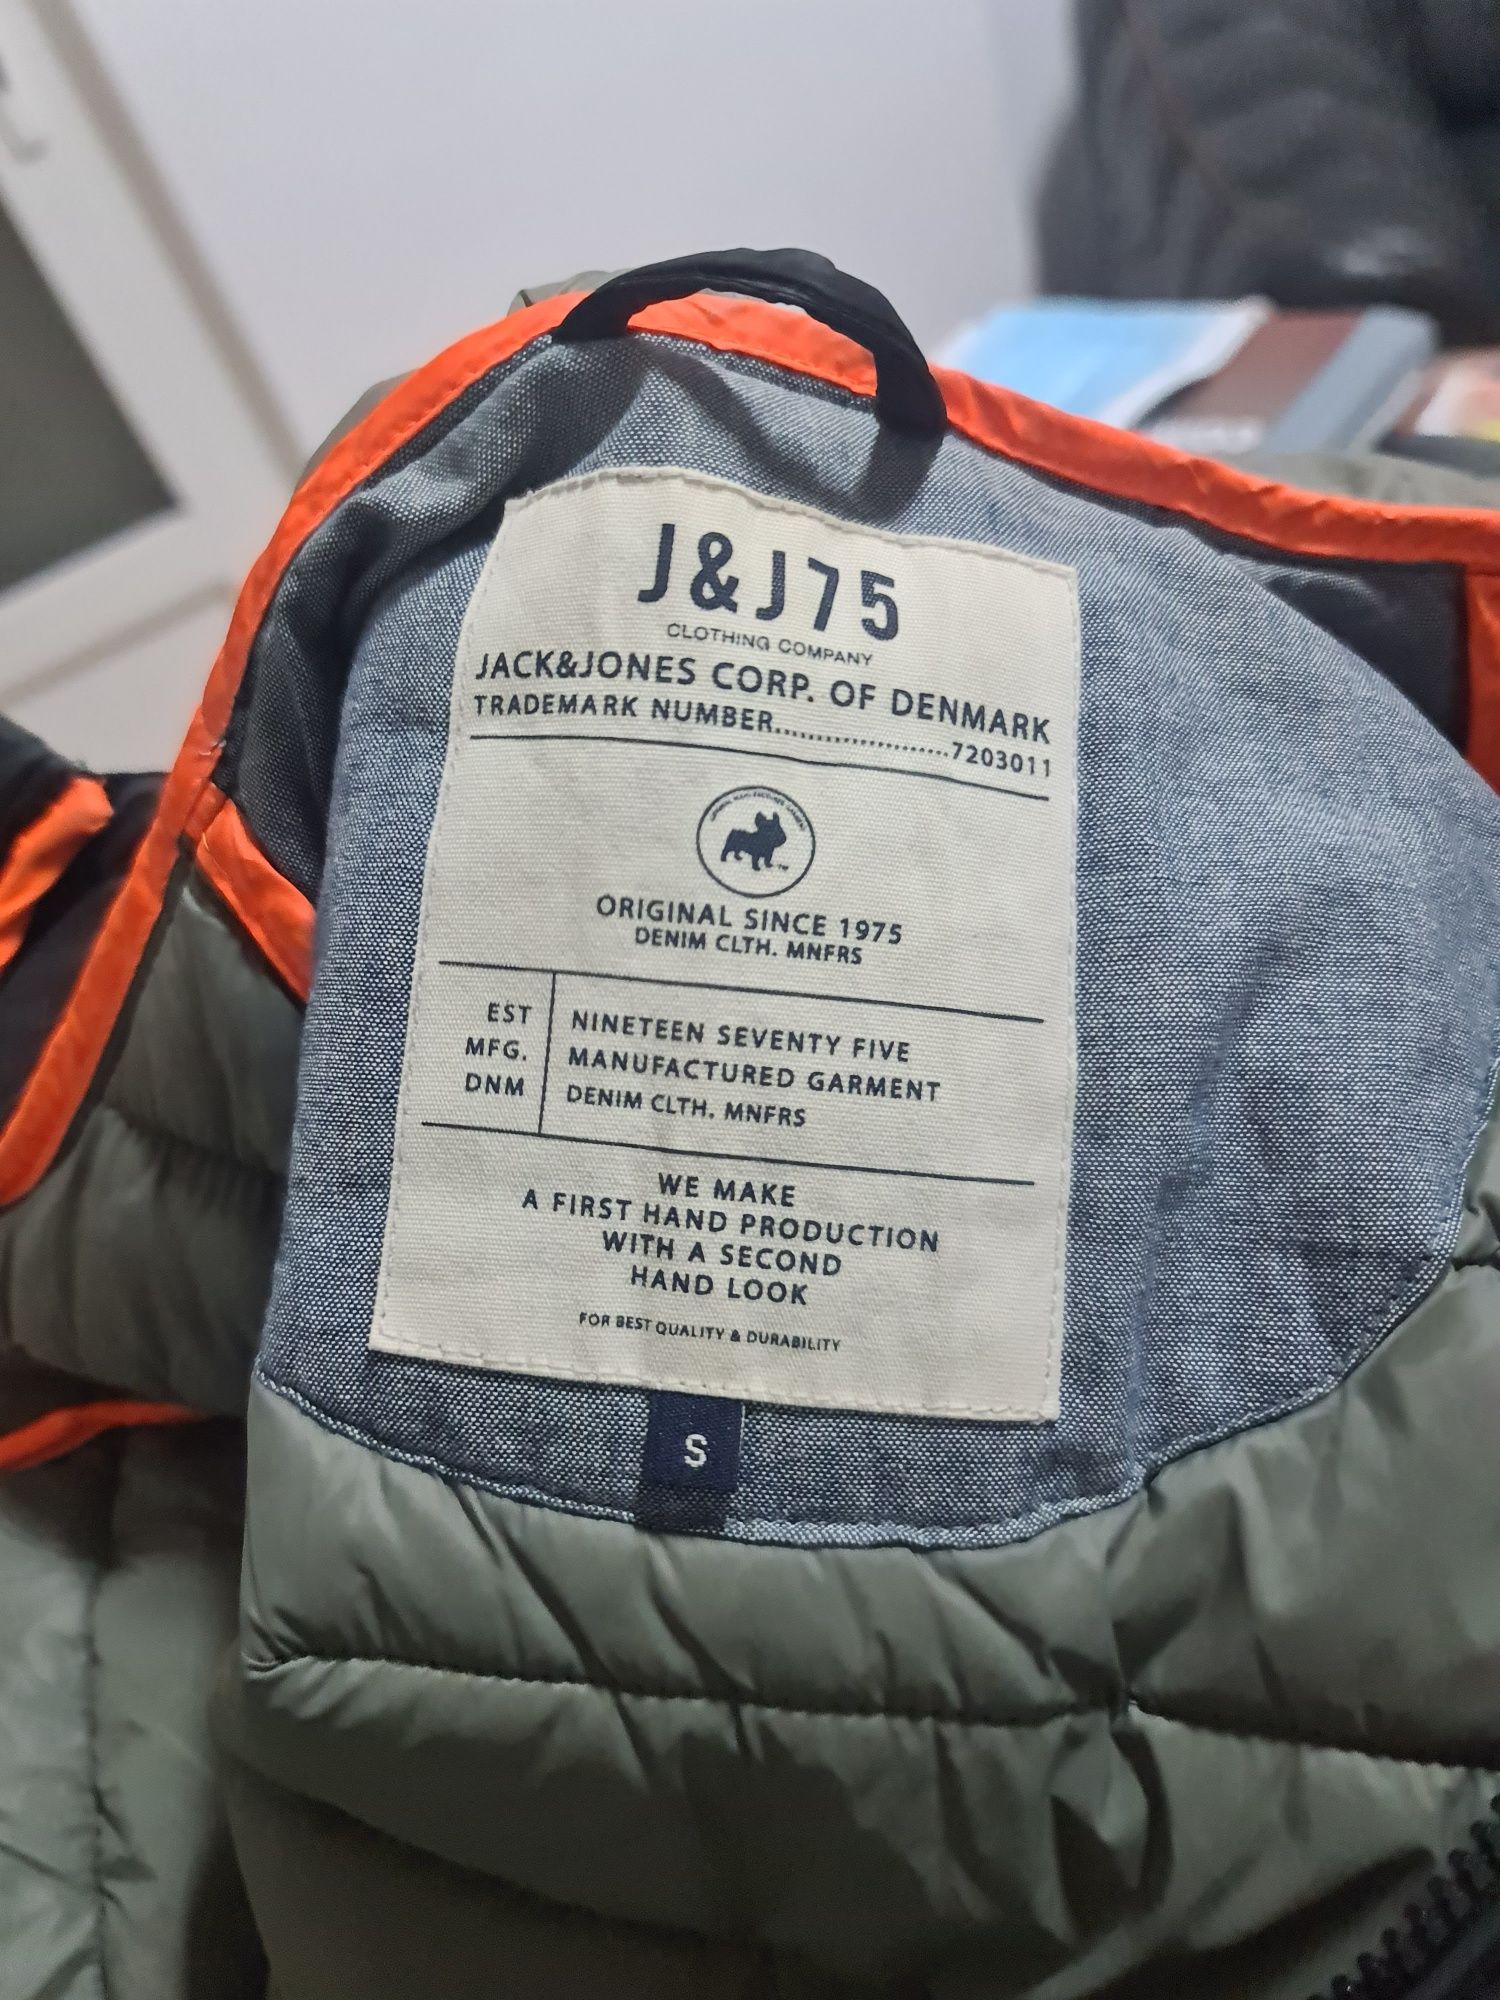 J&J75
CLOTHING COMPANY
JACK&JONES CORP. OF DENMARK
TRADEMARK NUMBER......................7203011
ORIGINAL SINCE 1975
DENIM CLTH. MNFRS
EST NINETEEN SEVENTY FIVE
MFG. MANUFACTURED GARMENT
DNM DENIM CLTH. MNFRS
WE MAKE
A FIRST HAND PRODUCTION
WITH A SECOND
HAND LOOK
FOR BEST QUALITY & DURABILITY
S